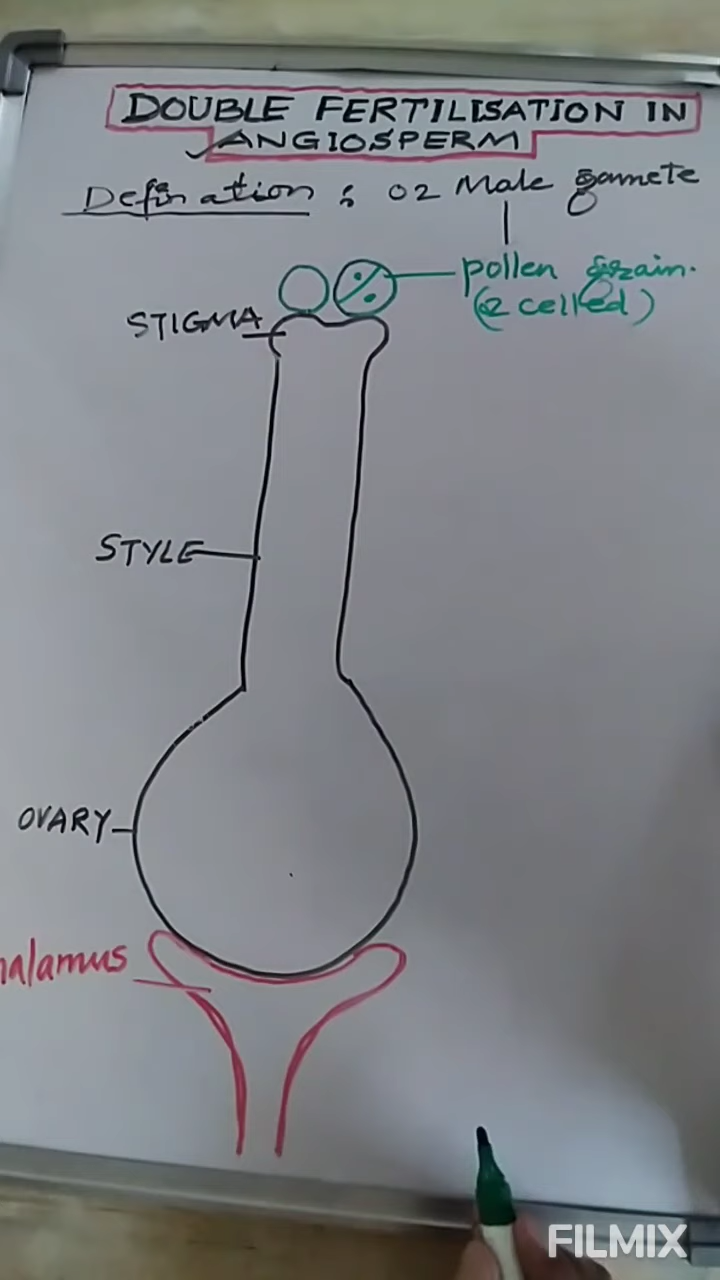 DOUBLE FERTILISATION IN
ANGIOSPERM
Defination : 02 Male gamete
pollen grain.
(2 celled)
STIGMA
STYLE
OVARY
halamus
FILMIX